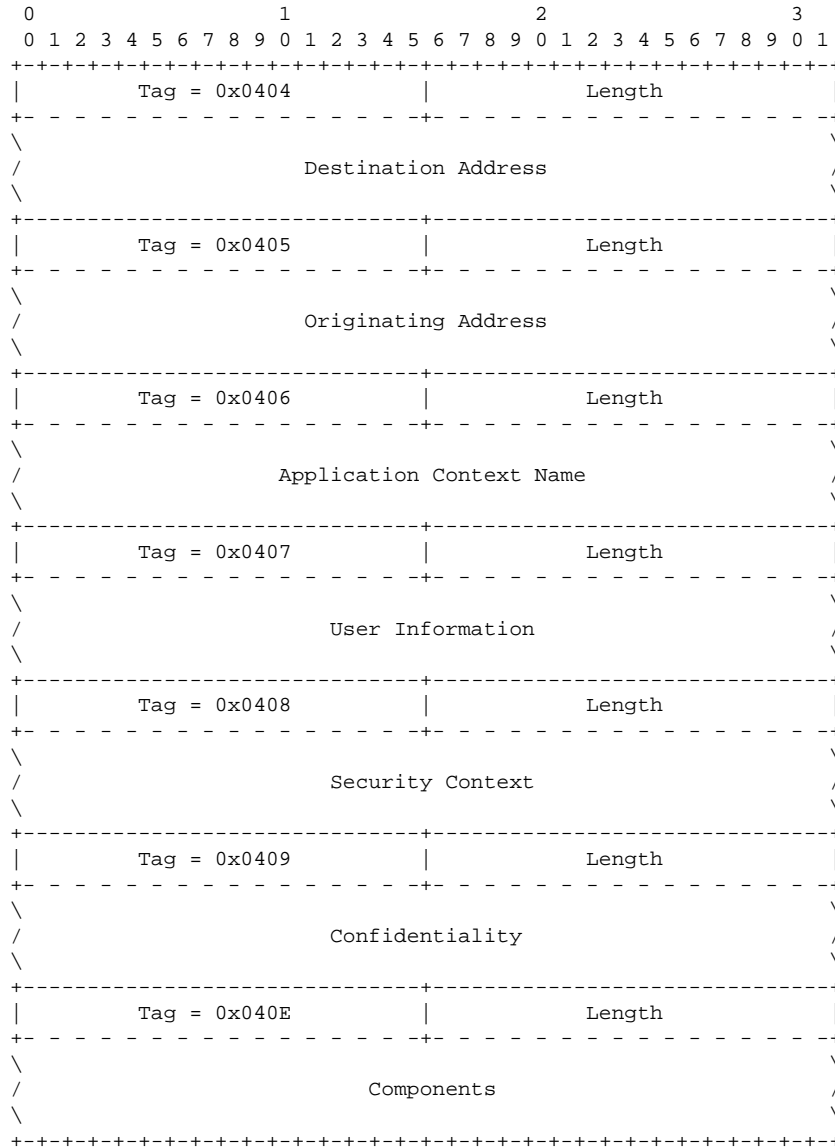 0                   1                   2                   3
0 1 2 3 4 5 6 7 8 9 0 1 2 3 4 5 6 7 8 9 0 1 2 3 4 5 6 7 8 9 0 1
Tag = 0x0404 | Length
Destination Address
Tag = 0x0405 | Length
Originating Address
Tag = 0x0406 | Length
Application Context Name
Tag = 0x0407 | Length
User Information
Tag = 0x0408 | Length
Security Context
Tag = 0x0409 | Length
Confidentiality
Tag = 0x040E | Length
Components